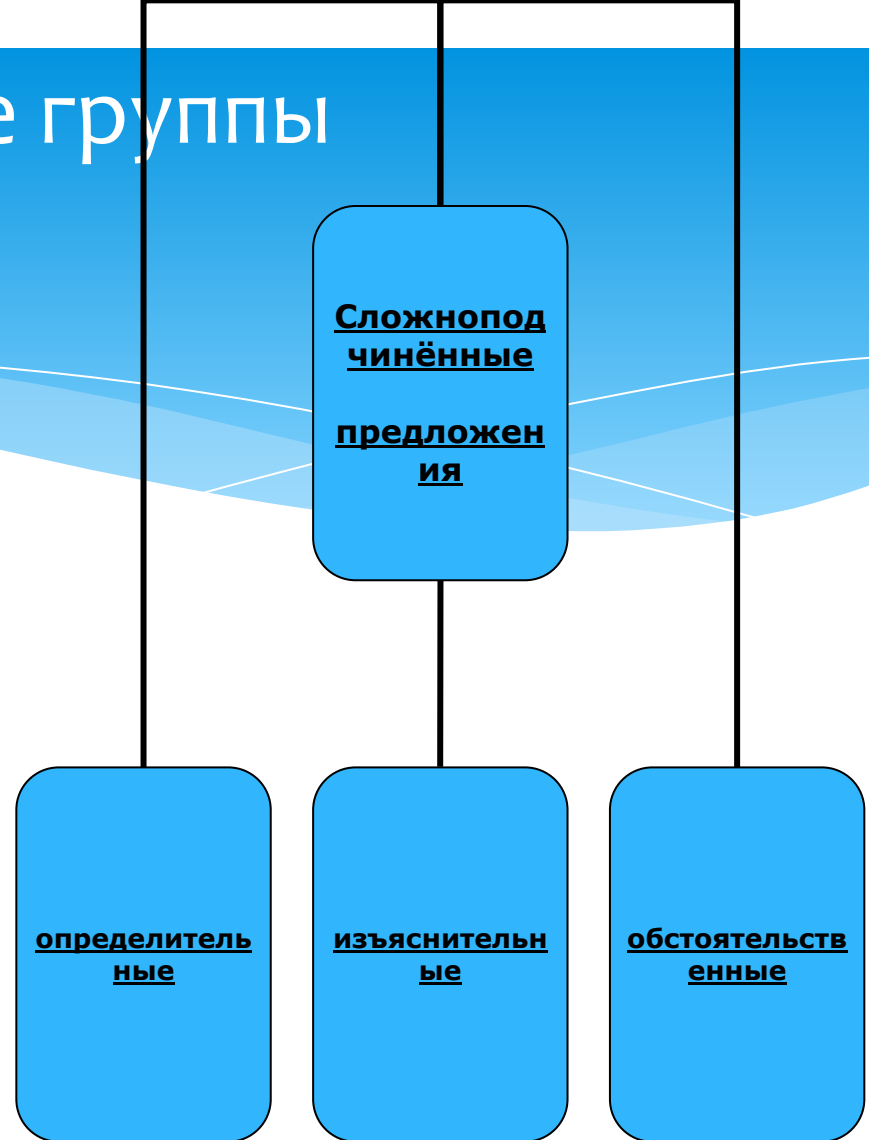 е группы
Сложнопод
чинённые
предложен
ия
определитель
ные
изъяснительн
ые
обстоятельств
енные